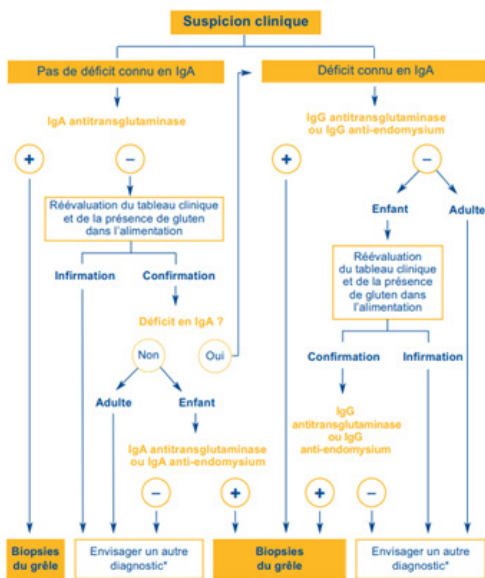 Suspicion clinique
Pas de déficit connu en IgA
Déficit connu en IgA
IgA antitransglutaminase
IgG antitransglutaminase
ou IgG anti-endomysium
+
–
+
–
Réévaluation du tableau clinique
et de la présence de gluten
dans l'alimentation
Enfant
Adulte
Réévaluation
du tableau clinique
et de la présence
de gluten dans
l'alimentation
Infirmation
Confirmation
Déficit en IgA ?
Non
Oui
Confirmation
Infirmation
Adulte
Enfant
IgG
antitransglutaminase
ou IgG
anti-endomysium
IgA antitransglutaminase
ou IgA anti-endomysium
–
+
+
–
Biopsies
du grêle
Envisager un autre
diagnostic*
Biopsies
du grêle
Envisager un autre
diagnostic*